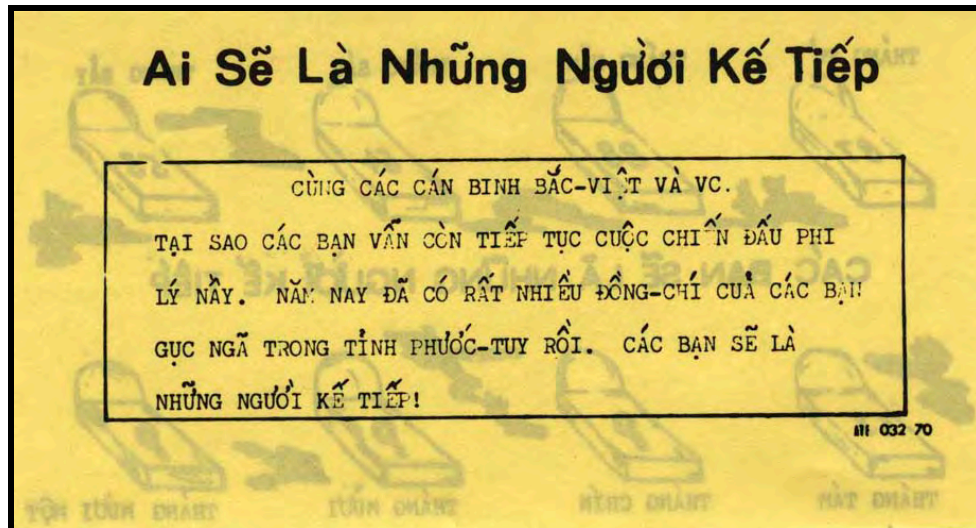 Ai Sẽ Là Những Người Kế Tiếp
CÙNG CÁC CÁN BINH BẮC-VIỆT VÀ VC.
TẠI SAO CÁC BẠN VẪN CÒN TIẾP TỤC CUỘC CHIẾN ĐẤU PHI
LÝ NẦY. NĂM NAY ĐÃ CÓ RẤT NHIỀU ĐỒNG-CHÍ CUẢ CÁC BẠN
GỤC NGÃ TRONG TỈNH PHƯỚC-TUY RỒI. CÁC BẠN SẼ LÀ
NHỮNG NGƯỜI KẾ TIẾP!
032 70